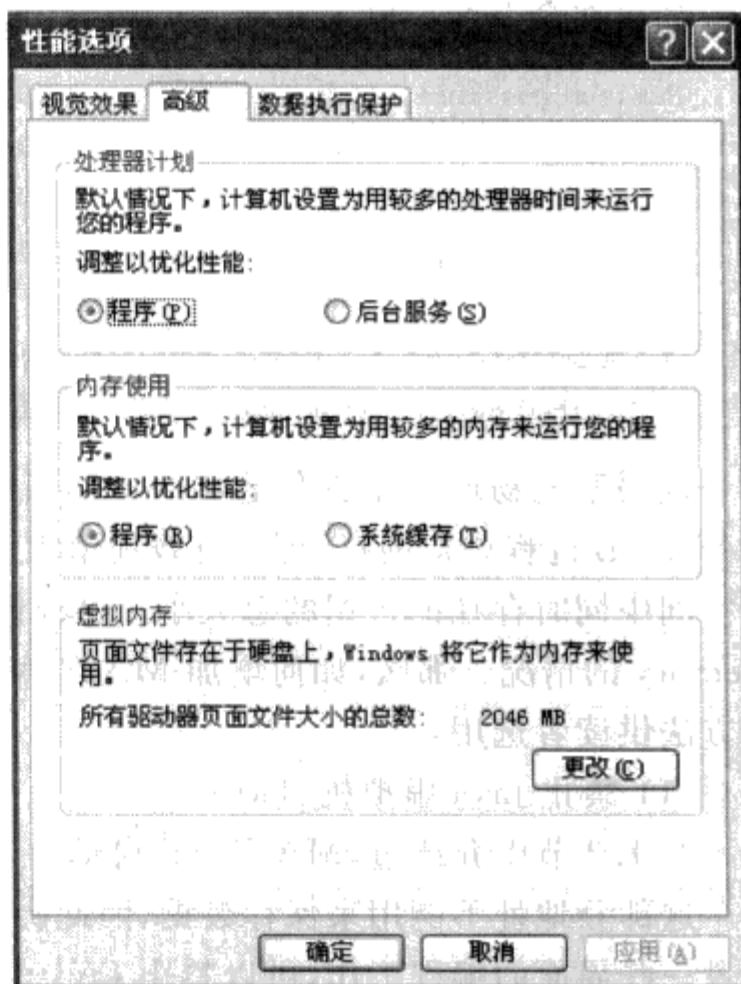 性能选项
视觉效果 高级 数据执行保护
处理器计划
默认情况下，计算机设置为用较多的处理器时间来运行
您的程序。
调整以优化性能:
程序(P) 后台服务(S)
内存使用
默认情况下，计算机设置为用较多的内存来运行您的程
序。
调整以优化性能:
程序(R) 系统缓存(T)
虚拟内存
页面文件存在于硬盘上，Windows 将它作为内存来使
用。
所有驱动器页面文件大小的总数: 2046 MB
更改(C)
确定 取消 应用(A)